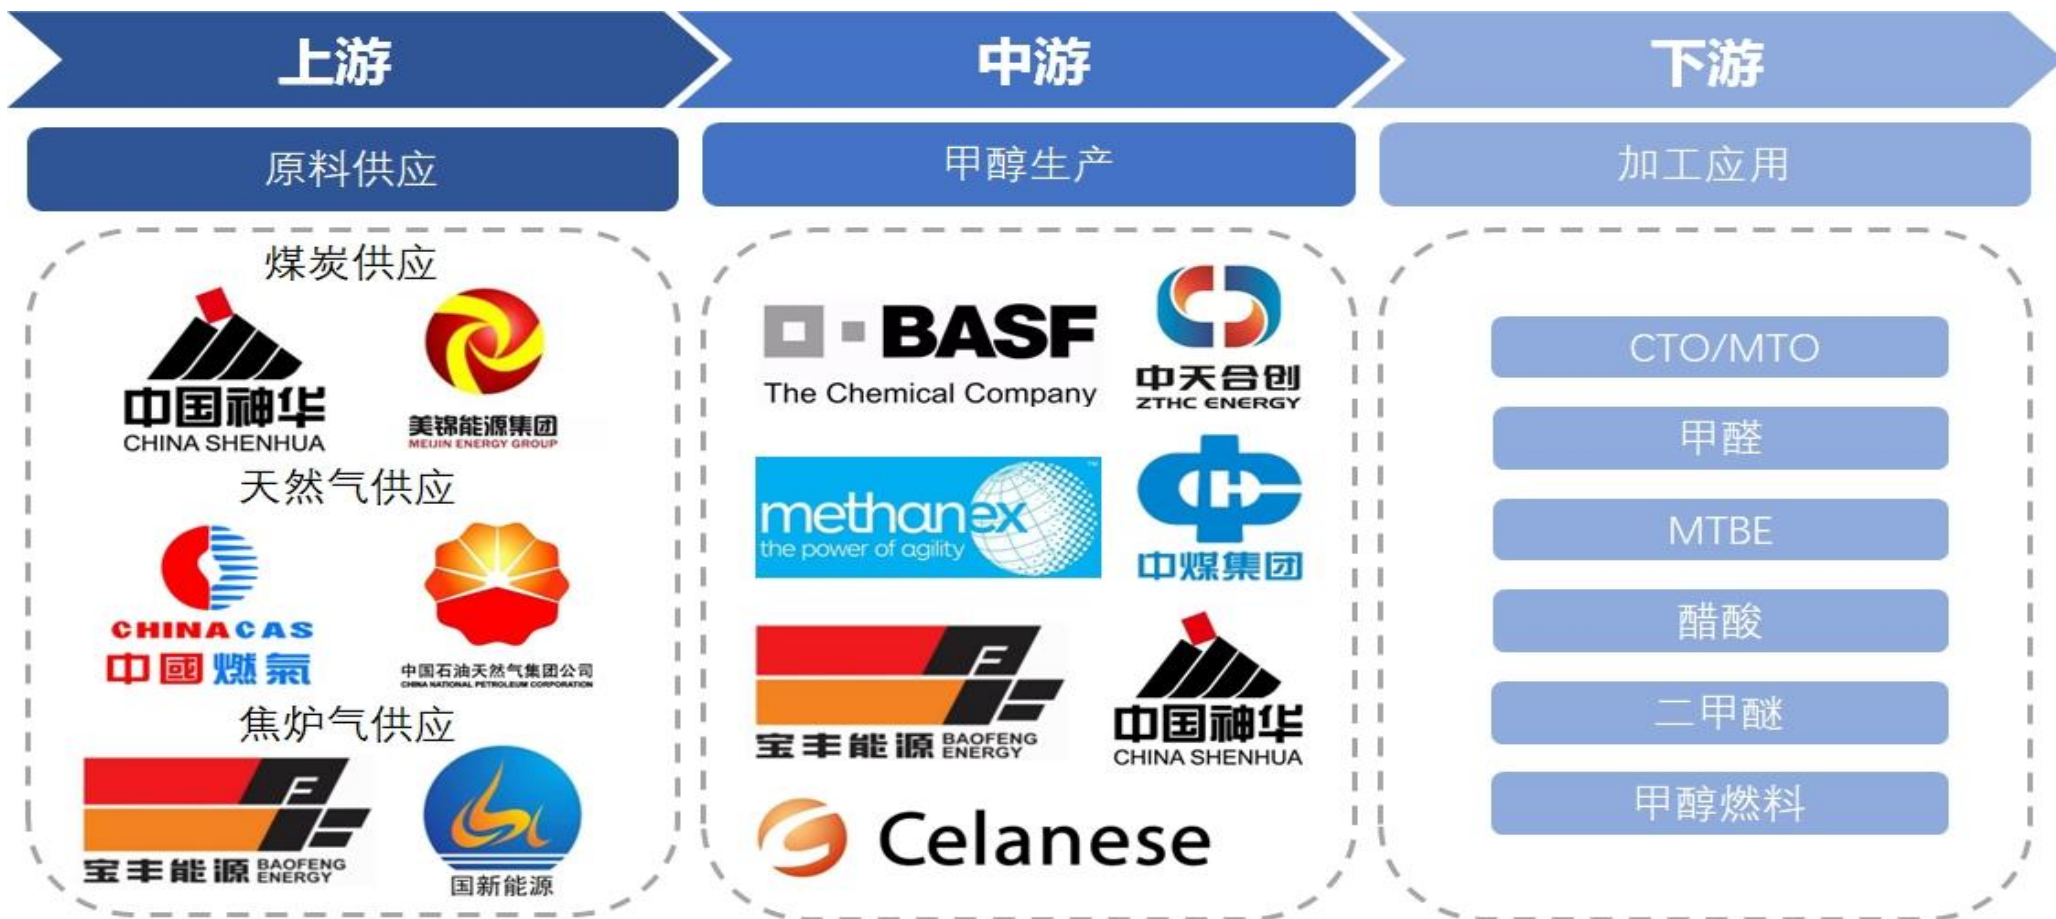 上游
中游
下游
原料供应
甲醇生产
加工应用
煤炭供应
中国神华
CHINA SHENHUA
美锦能源集团
MEIJIN ENERGY GROUP
天然气供应
CHINA GAS
中國燃氣
中国石油天然气集团公司
CHINA NATIONAL PETROLEUM CORPORATION
焦炉气供应
宝丰能源 BAOFENG ENERGY
国新能源
BASF
The Chemical Company
中天合创
ZTHC ENERGY
methanex
TM
the power of agility
中煤集团
宝丰能源 BAOFENG ENERGY
中国神华
CHINA SHENHUA
Celanese
CTO/MTO
甲醛
MTBE
醋酸
二甲醚
甲醇燃料